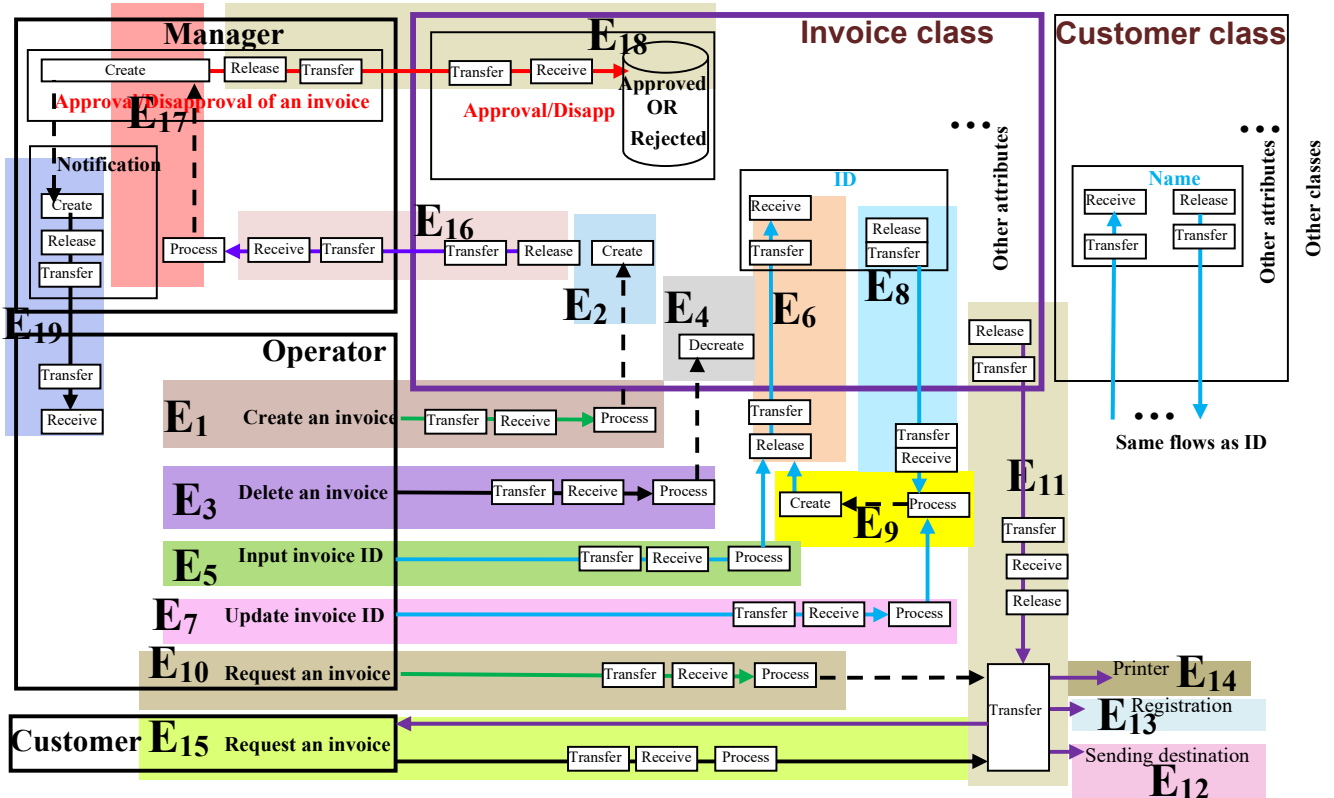 Manager
E18
Invoice class
Customer class
Create
Release
Transfer
Transfer
Receive
Approved
OR
Rejected
Approval/Disapproval of an invoice
Approval/Disapp
E17
...
Other attributes
...
Other attributes
Other classes
Notification
Create
Release
Transfer
Process
Receive
Transfer
E16
Transfer
Release
Create
E2
ID
Receive
Transfer
E6
Release
Transfer
E8
Name
Receive
Transfer
Release
Transfer
E4
Decreate
E19
Transfer
Receive
Operator
Release
Transfer
E1
Create an invoice
Transfer
Receive
Process
Transfer
Release
Transfer
Receive
...
Same flows as ID
E3
Delete an invoice
Transfer
Receive
Process
Create
E9
Process
E11
Transfer
Receive
Release
E5
Input invoice ID
Transfer
Receive
Process
E7
Update invoice ID
Transfer
Receive
Process
E10
Request an invoice
Transfer
Receive
Process
Transfer
Printer
E14
Registration
E13
Sending destination
E12
Customer
E15
Request an invoice
Transfer
Receive
Process